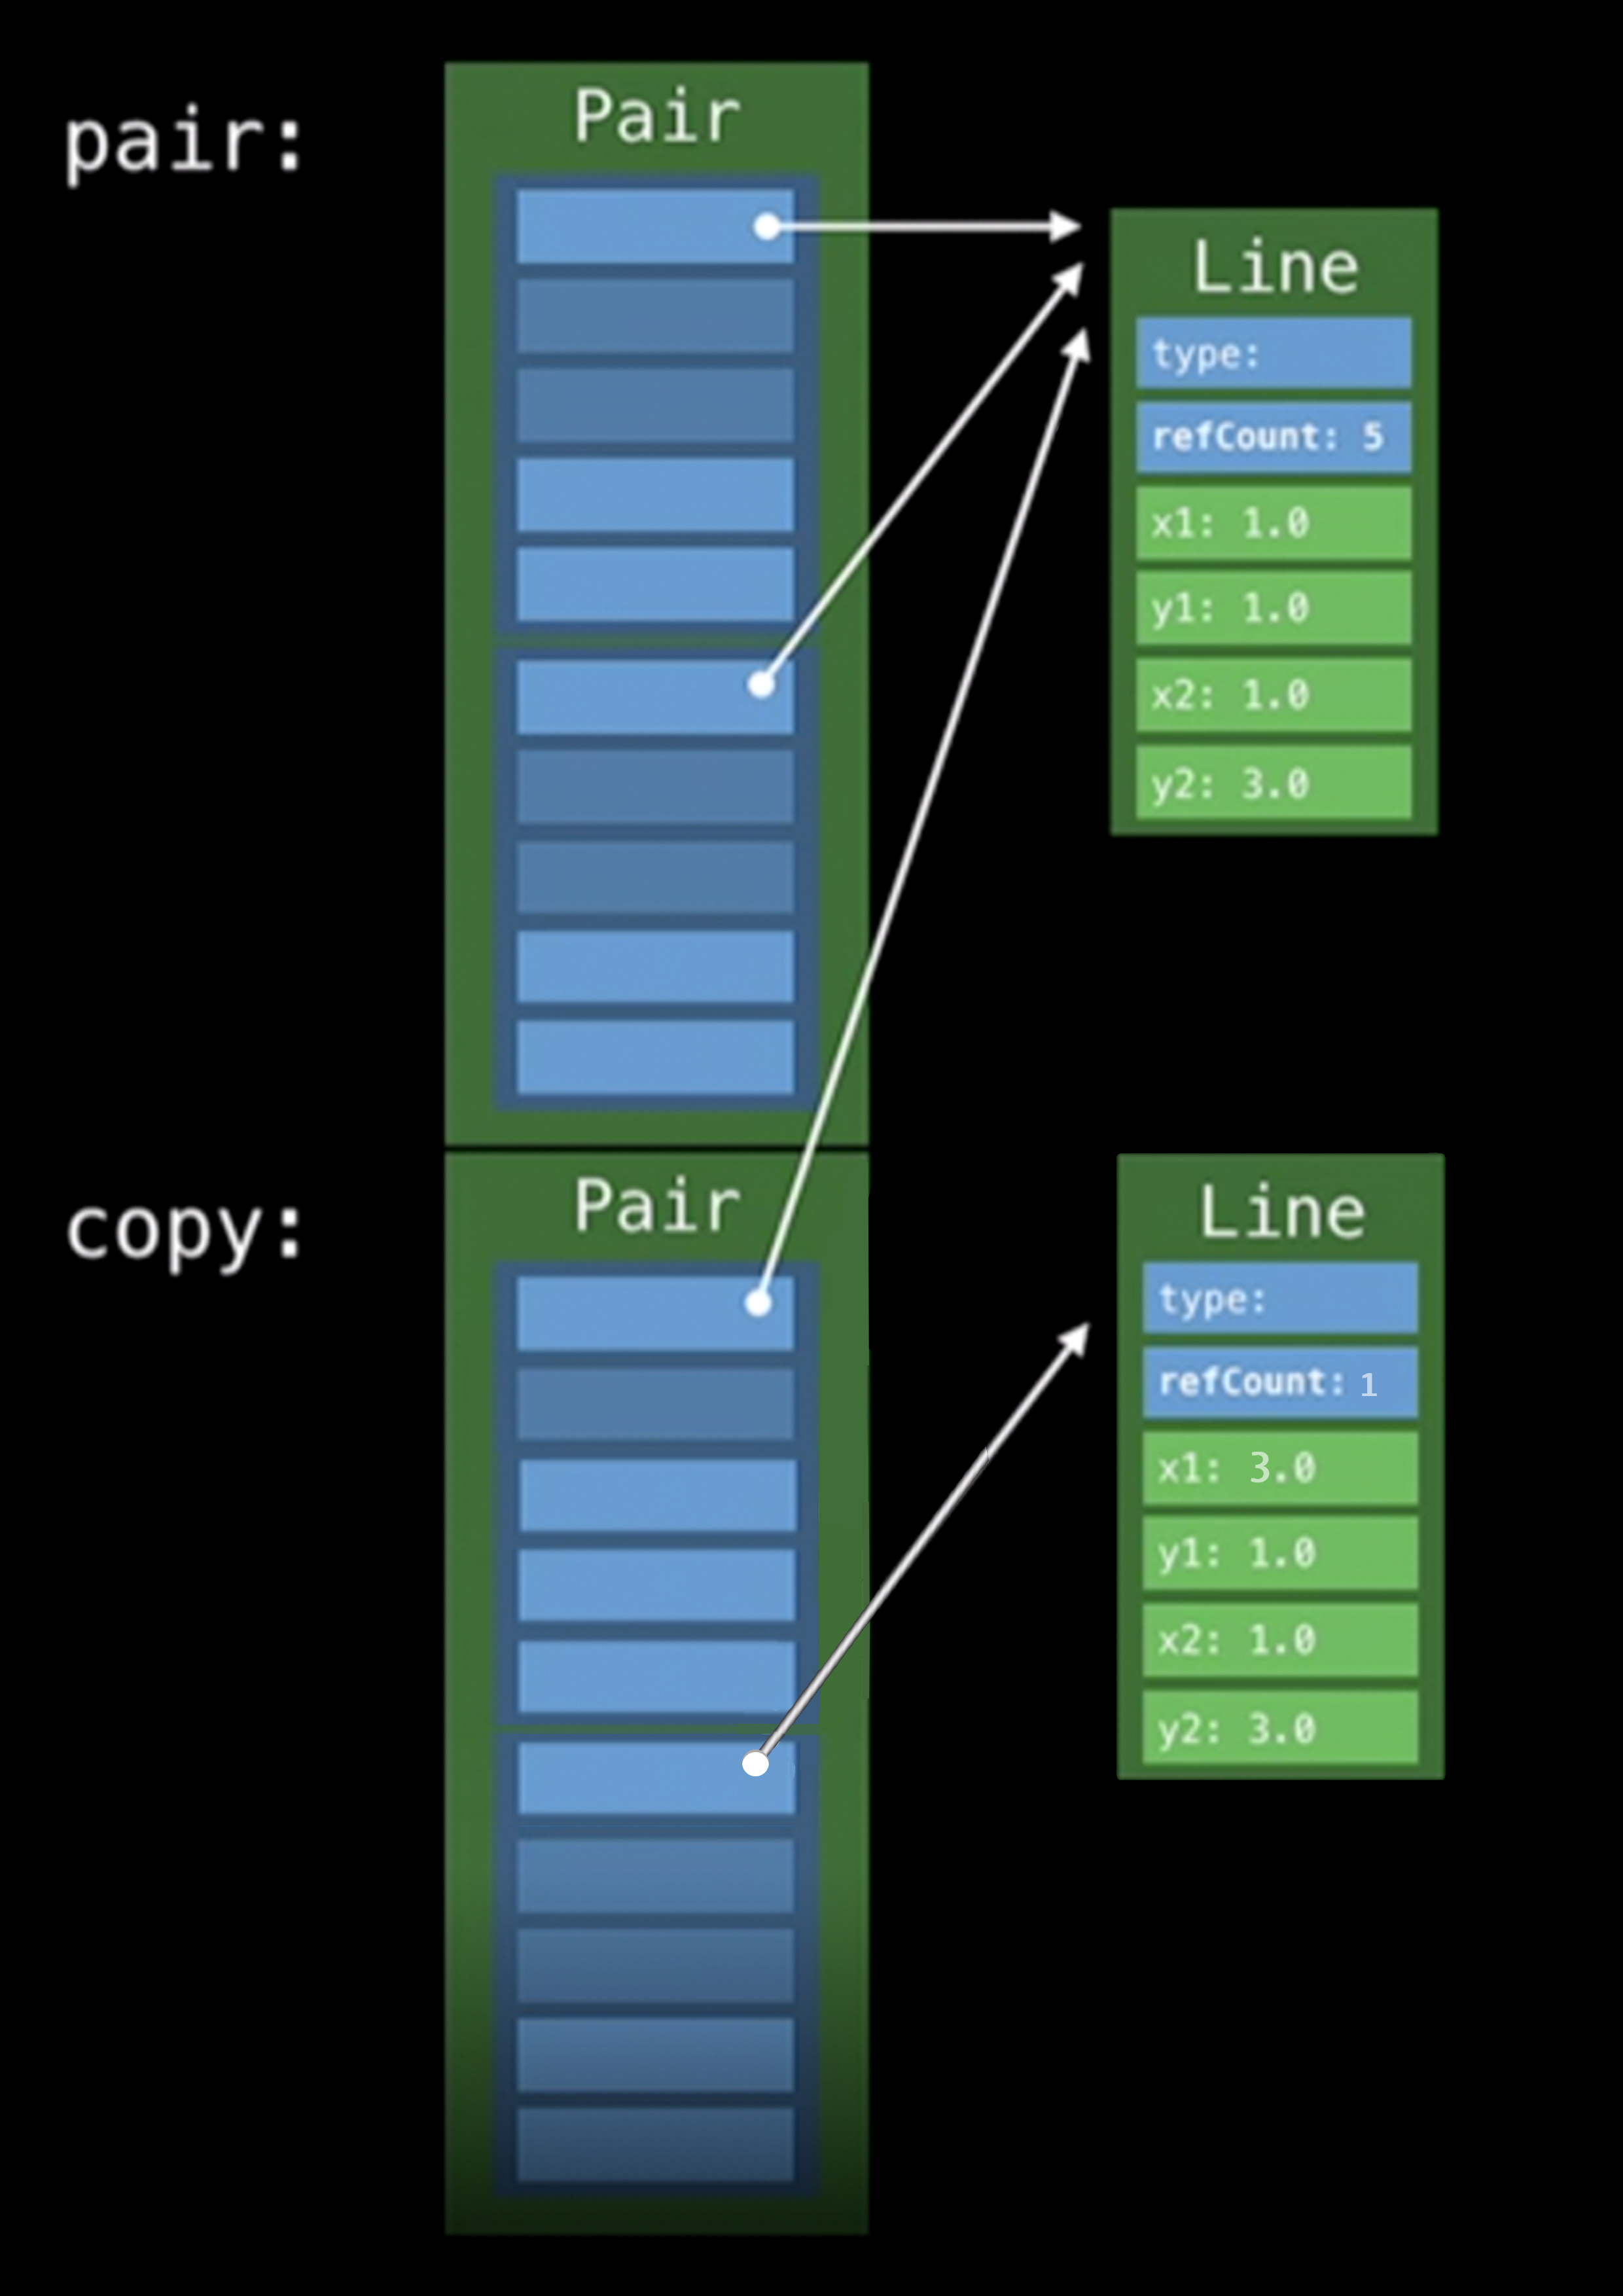 pair:
Pair
Line
type:
refCount: 5
x1: 1.0
y1: 1.0
x2: 1.0
y2: 3.0
copy:
Pair
Line
type:
refCount: 1
x1: 3.0
y1: 1.0
x2: 1.0
y2: 3.0